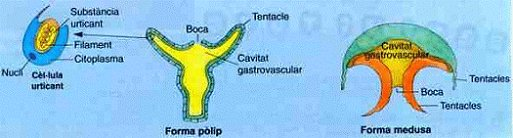 Substància
urticant
Filament
Citoplasma
Nucli
Cèl·lula
urticant
Boca
Tentacle
Cavitat
gastrovascular
Forma pòlip
Cavitat
gastrovascular
Tentacles
Boca
Tentacles
Forma medusa